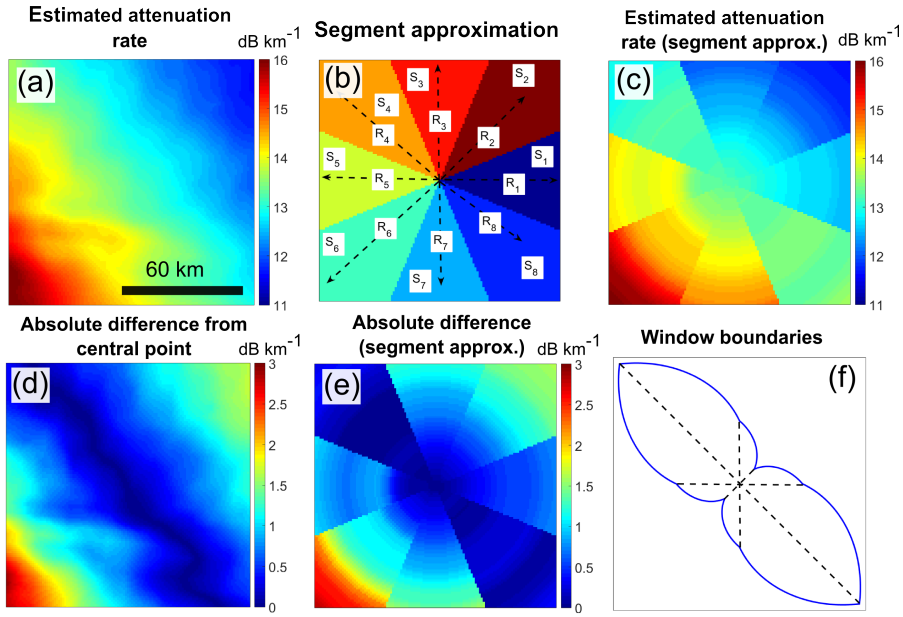 Estimated attenuation
rate
dB km⁻¹
(a)
16
15
14
13
12
11
60 km
Segment approximation
(b)
S₃
S₂
S₄
R₃
R₄
R₂
S₅
S₁
R₅
R₁
R₆
R₈
R₇
S₆
S₇
S₈
Estimated attenuation
rate (segment approx.)
dB km⁻¹
(c)
16
15
14
13
12
11
Absolute difference from
central point
dB km⁻¹
(d)
3
2.5
2
1.5
1
0.5
0
Absolute difference
(segment approx.)
dB km⁻¹
(e)
3
2.5
2
1.5
1
0.5
0
Window boundaries
(f)